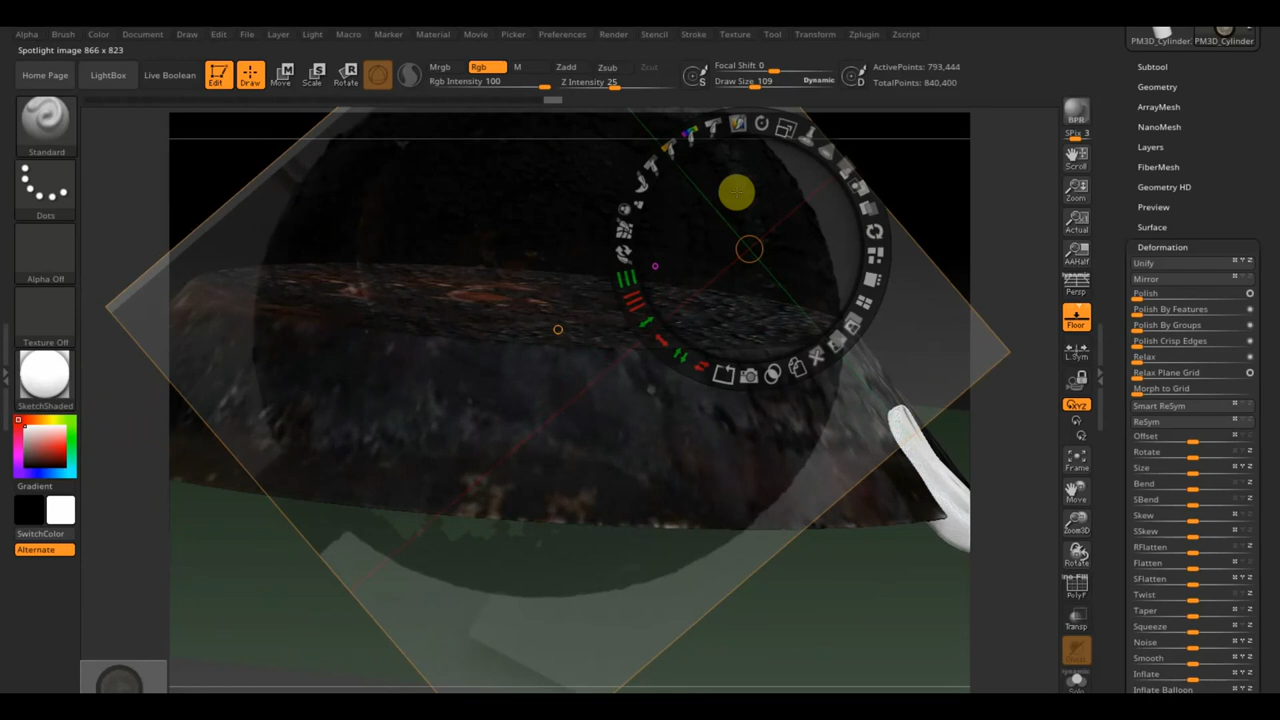 Alpha Brush Color Document Draw Edit File Layer Light Macro Marker Material Movie Picker Preferences Render Stencil Stroke Texture Tool Transform Zplugin Zscript
PM3D_Cylinder. PM3D_Cylinder.
Spotlight image 866 x 823
Home Page LightBox Live Boolean Edit Draw Move Scale Rotate
Mrgb Rgb M Zadd Zsub Zcut
Rgb Intensity 100 Z Intensity 25
Focal Shift 0
Draw Size 109 Dynamic
ActivePoints: 793,444
TotalPoints: 840,400
Standard
Dots
Alpha Off
Texture Off
SketchShaded
Gradient
SwitchColor
Alternate
BPR
SPix 3
Scroll
Zoom
Actual
AAHalf
Dynamic
Persp
Floor
L.Sym
XYZ
Frame
Move
Zoom3D
Rotate
PolyF
Transp
Dynamic
Solo
Subtool
Geometry
ArrayMesh
NanoMesh
Layers
FiberMesh
Geometry HD
Preview
Surface
Deformation
Unify
Mirror
Polish
Polish By Features
Polish By Groups
Polish Crisp Edges
Relax
Relax Plane Grid
Morph to Grid
Smart ReSym
ReSym
Offset
Rotate
Size
Bend
SBend
Skew
SSkew
RFlatten
Flatten
SFlatten
Twist
Taper
Squeeze
Noise
Smooth
Inflate
Inflate Balloon